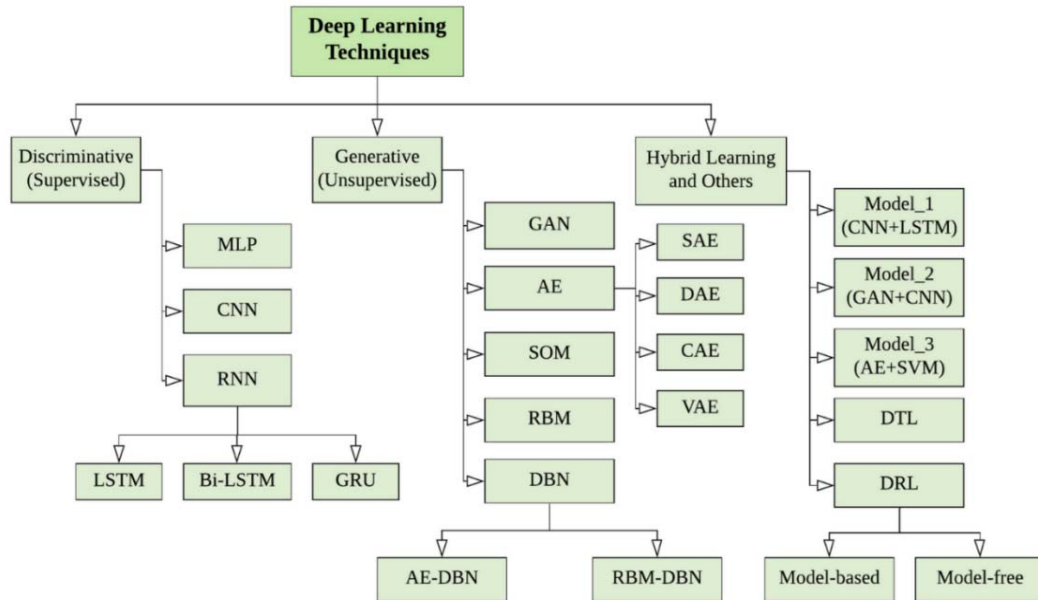 Deep Learning
Techniques
Discriminative
(Supervised)
MLP
CNN
RNN
LSTM
Bi-LSTM
GRU
Generative
(Unsupervised)
GAN
AE
SAE
DAE
CAE
VAE
SOM
RBM
DBN
AE-DBN
RBM-DBN
Hybrid Learning
and Others
Model_1
(CNN+LSTM)
Model_2
(GAN+CNN)
Model_3
(AE+SVM)
DTL
DRL
Model-based
Model-free